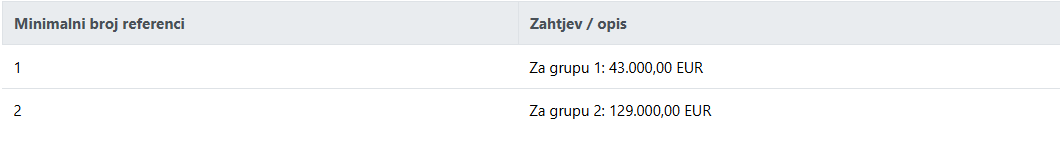 Minimalni broj referenci Zahtjev / opis
1 Za grupu 1: 43.000,00 EUR
2 Za grupu 2: 129.000,00 EUR